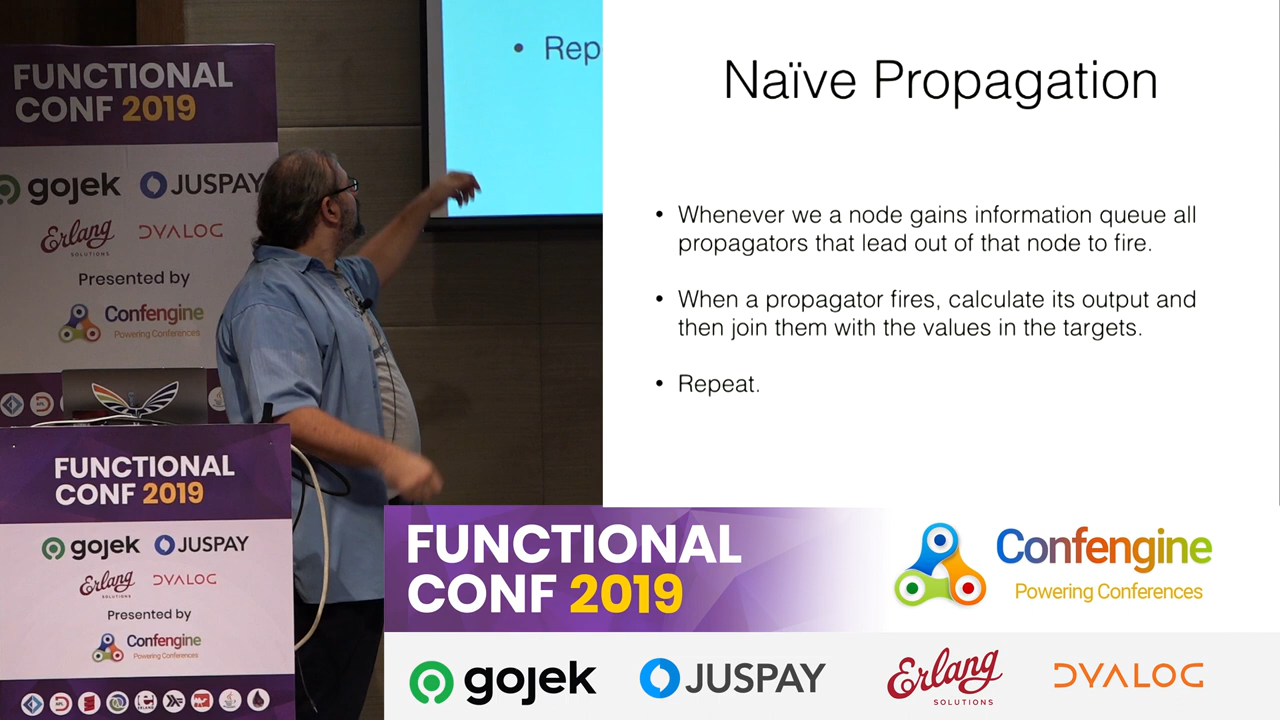 FUNCTIONAL
CONF 2019
gojek
JUSPAY
Erlang
SOLUTIONS
DYALOG
Presented by
Confengine
Powering Conferences
• Rep
FUNCTIONAL
CONF 2019
gojek
JUSPAY
Erlang
SOLUTIONS
DYALOG
Presented by
Confengine
Powering Conferences
Naïve Propagation
• Whenever we a node gains information queue all
propagators that lead out of that node to fire.
• When a propagator fires, calculate its output and
then join them with the values in the targets.
• Repeat.
FUNCTIONAL
CONF 2019
Confengine
Powering Conferences
gojek
JUSPAY
Erlang
SOLUTIONS
DYALOG